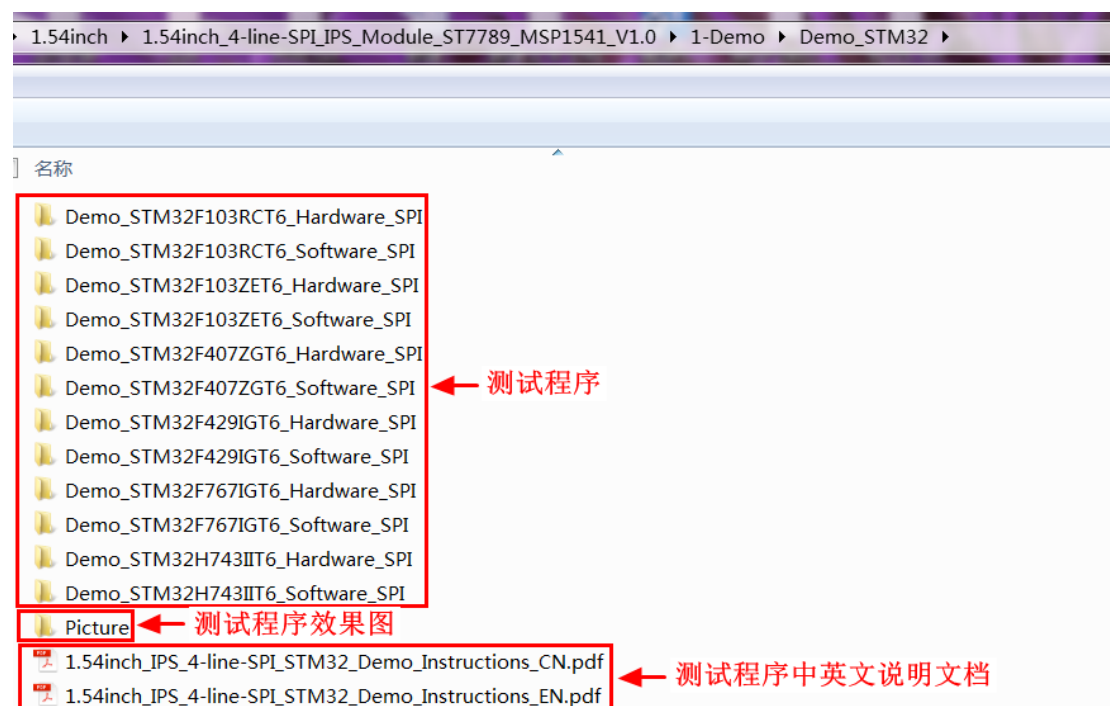 1.54inch 1.54inch_4-line-SPI_IPS_Module_ST7789_MSP1541_V1.0 1-Demo Demo_STM32
名称
Demo_STM32F103RCT6_Hardware_SPI
Demo_STM32F103RCT6_Software_SPI
Demo_STM32F103ZET6_Hardware_SPI
Demo_STM32F103ZET6_Software_SPI
Demo_STM32F407ZGT6_Hardware_SPI
Demo_STM32F407ZGT6_Software_SPI 测试程序
Demo_STM32F429IGT6_Hardware_SPI
Demo_STM32F429IGT6_Software_SPI
Demo_STM32F767IGT6_Hardware_SPI
Demo_STM32F767IGT6_Software_SPI
Demo_STM32H743IIT6_Hardware_SPI
Demo_STM32H743IIT6_Software_SPI
Picture 测试程序效果图
1.54inch_IPS_4-line-SPI_STM32_Demo_Instructions_CN.pdf 测试程序中英文说明文档
1.54inch_IPS_4-line-SPI_STM32_Demo_Instructions_EN.pdf